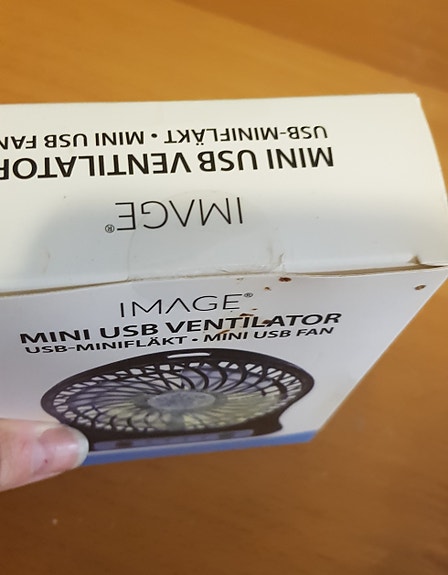 USB-MINIFLÄKT • MINI USB FAN
MINI USB VENTILATOR
IMAGE®
IMAGE®
MINI USB VENTILATOR
USB-MINIFLÄKT • MINI USB FAN